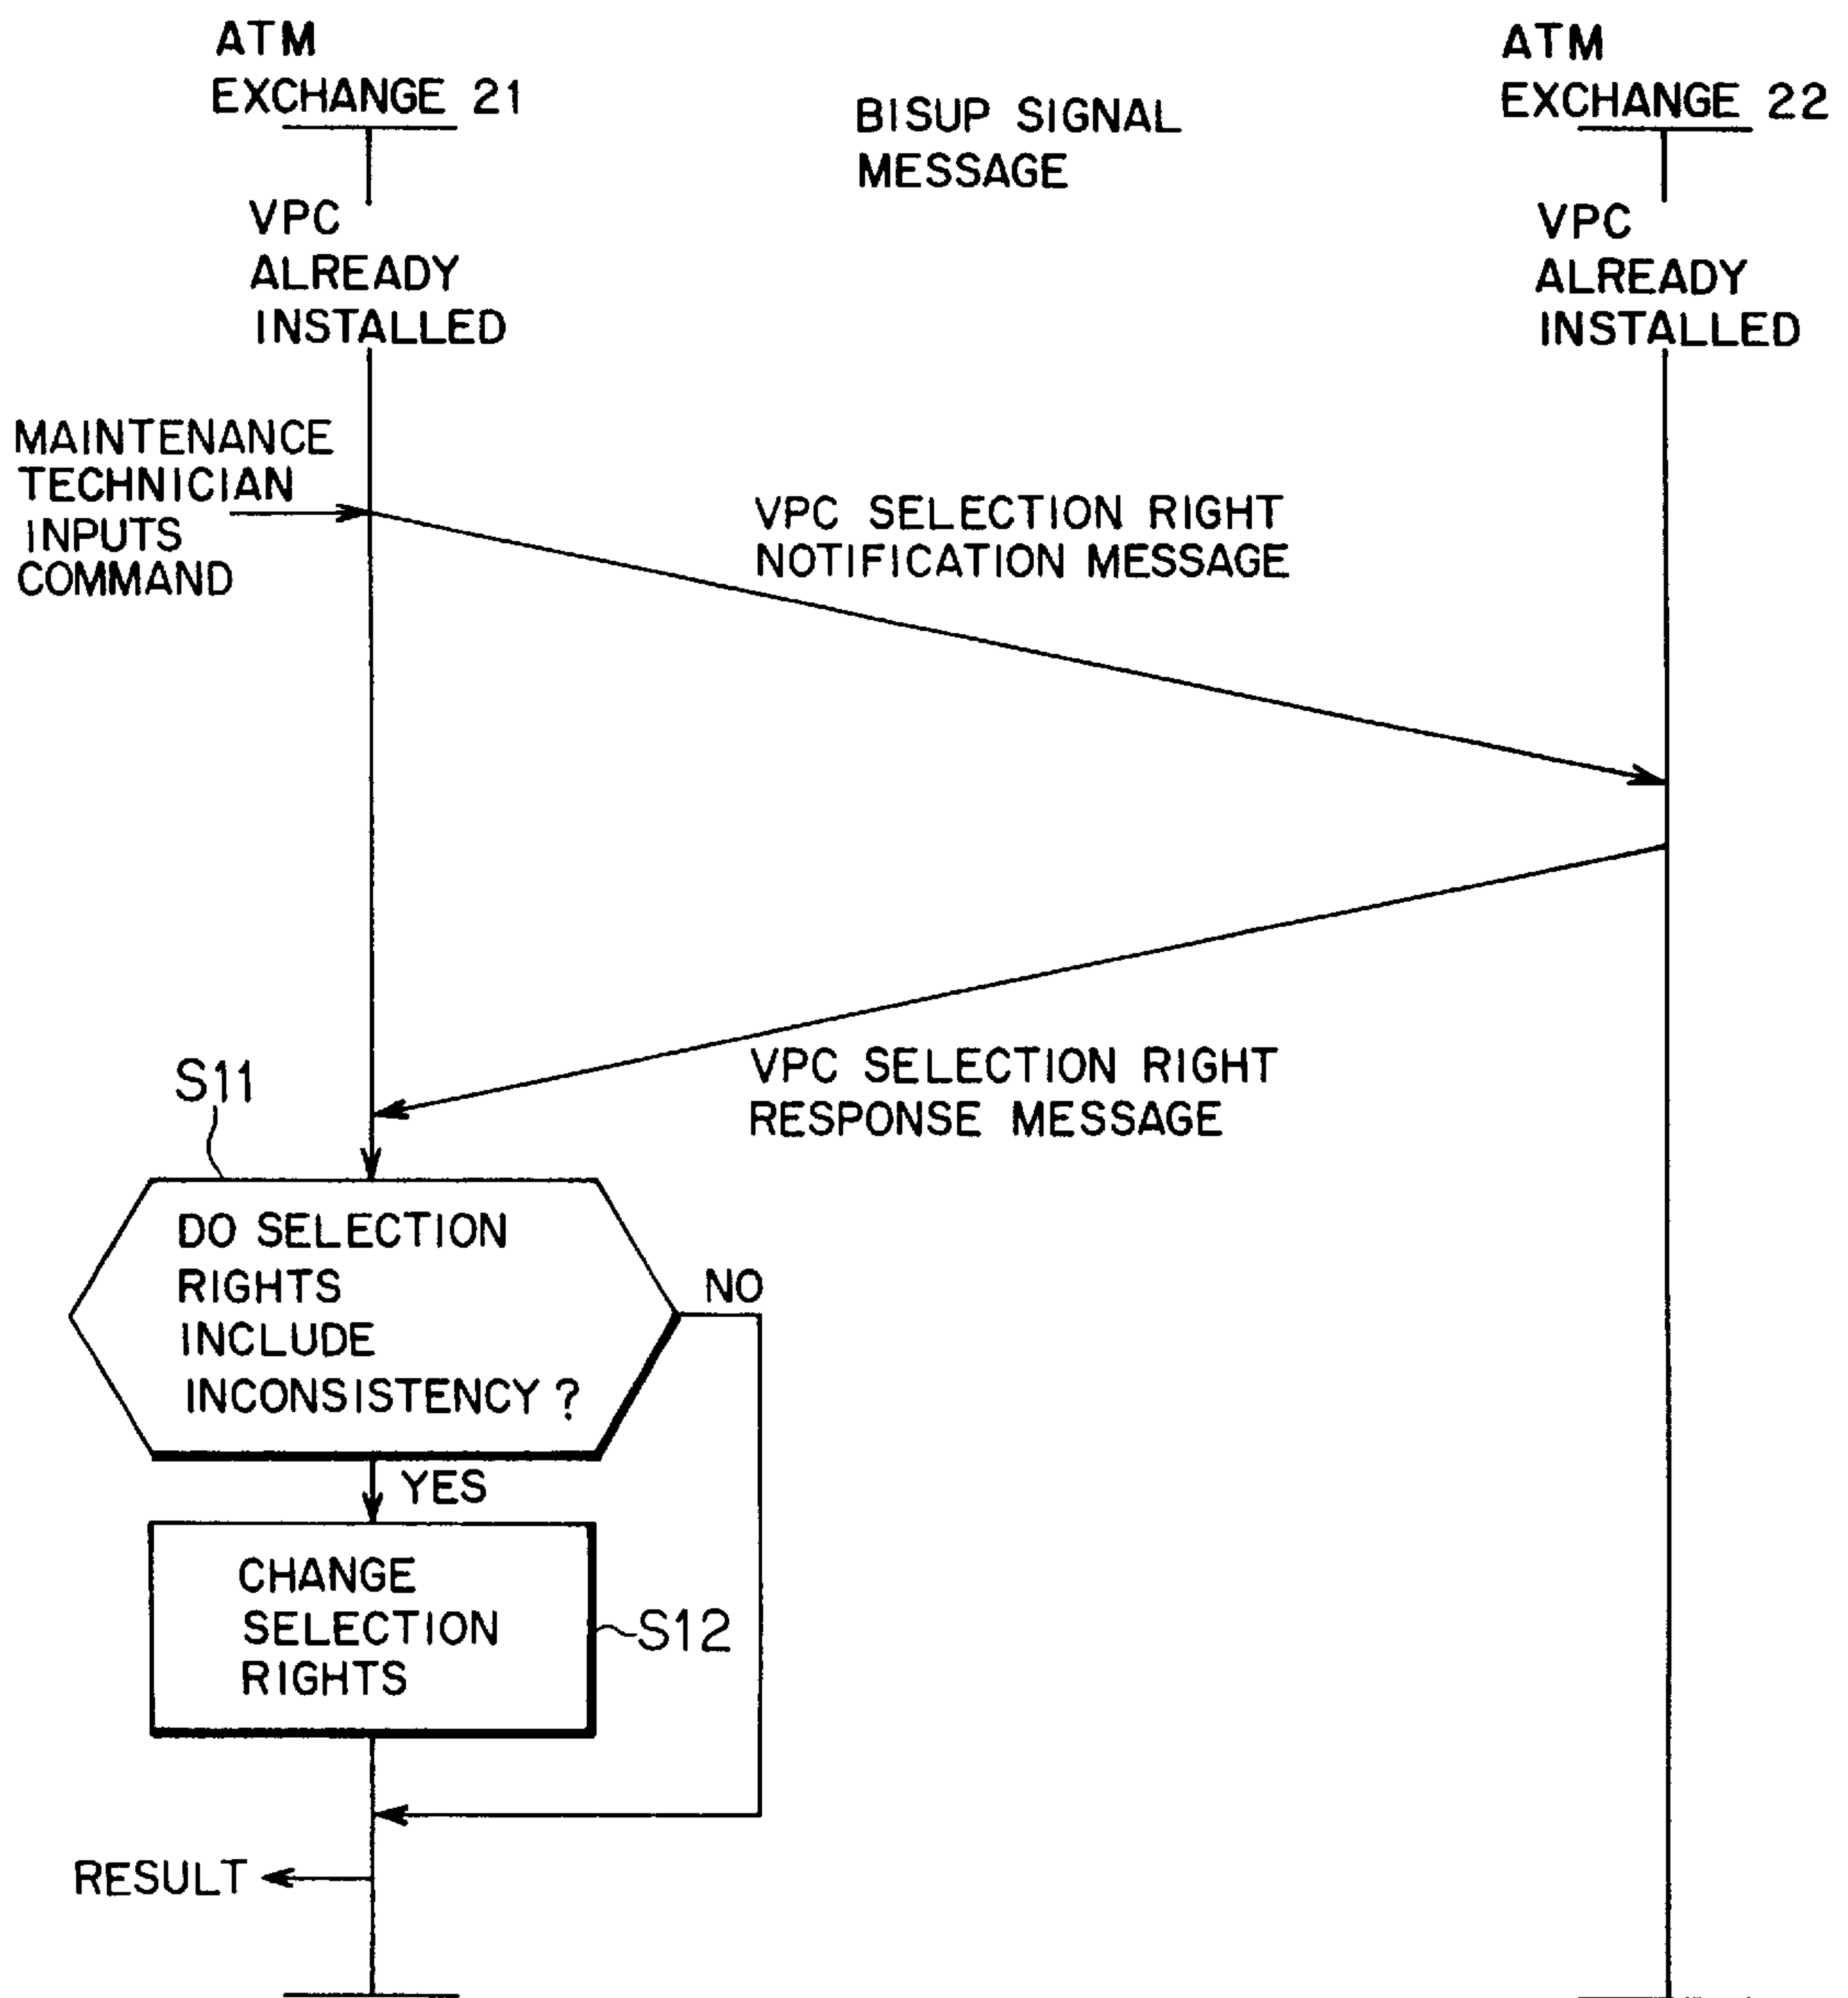 ATM
EXCHANGE 21
BISUP SIGNAL
MESSAGE
ATM
EXCHANGE 22
VPC
ALREADY
INSTALLED
VPC
ALREADY
INSTALLED
MAINTENANCE
TECHNICIAN
INPUTS
COMMAND
VPC SELECTION RIGHT
NOTIFICATION MESSAGE
VPC SELECTION RIGHT
RESPONSE MESSAGE
S11
DO SELECTION
RIGHTS
INCLUDE
INCONSISTENCY ?
NO
YES
CHANGE
SELECTION
RIGHTS
S12
RESULT